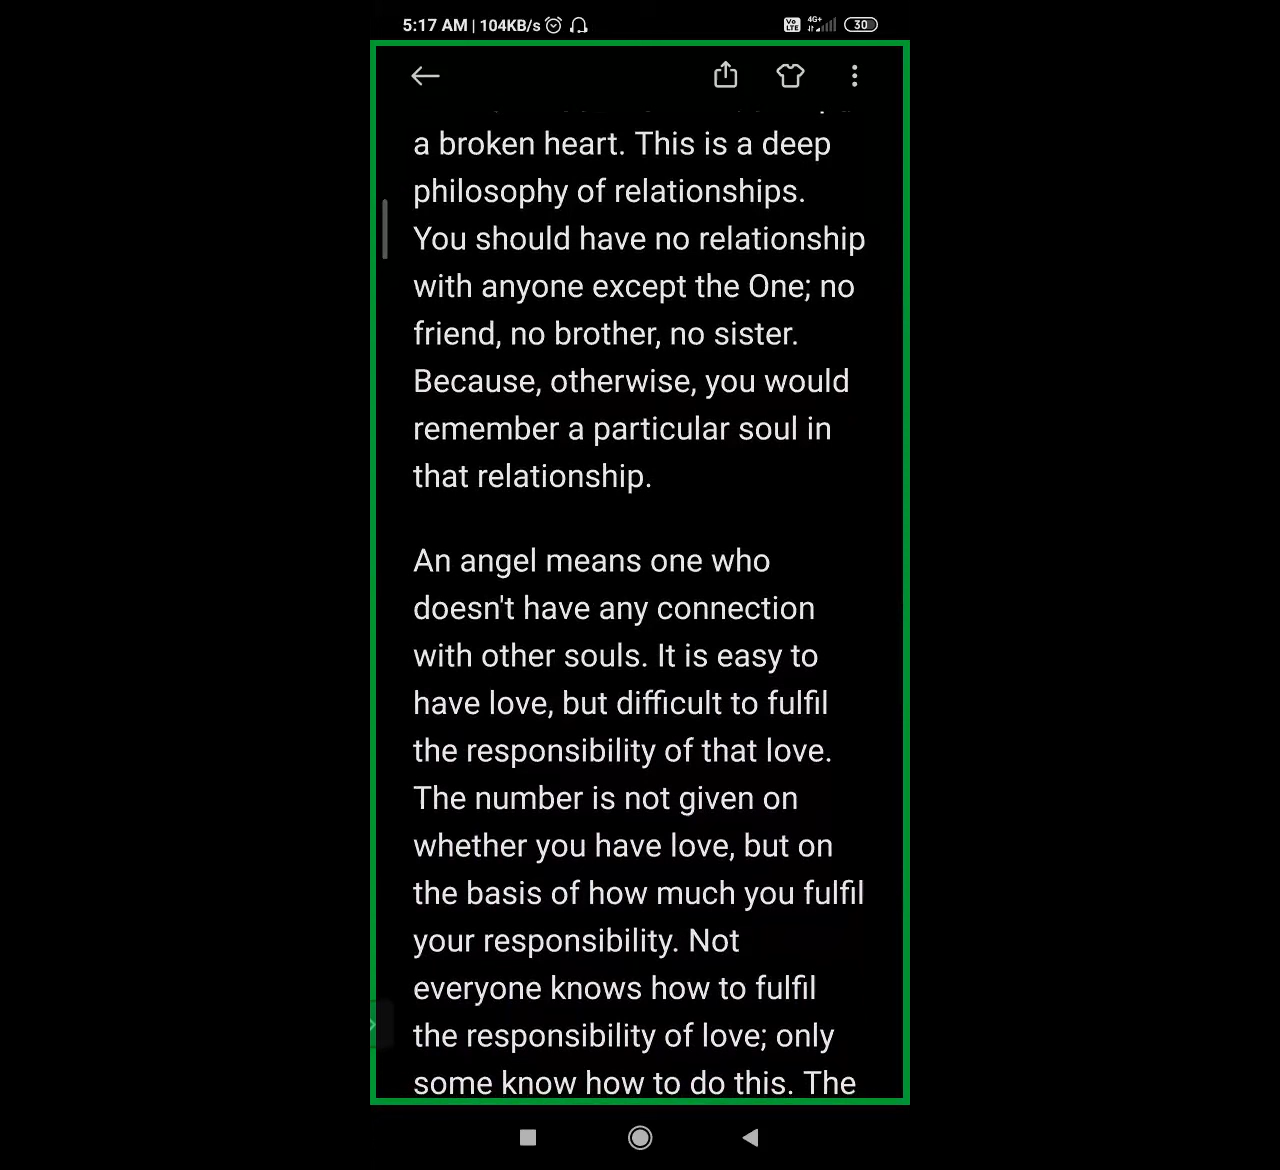 5:17 AM | 104KB/s
Vo LTE 4G+ 30
a broken heart. This is a deep
philosophy of relationships.
You should have no relationship
with anyone except the One; no
friend, no brother, no sister.
Because, otherwise, you would
remember a particular soul in
that relationship.
An angel means one who
doesn't have any connection
with other souls. It is easy to
have love, but difficult to fulfil
the responsibility of that love.
The number is not given on
whether you have love, but on
the basis of how much you fulfil
your responsibility. Not
everyone knows how to fulfil
the responsibility of love; only
some know how to do this. The